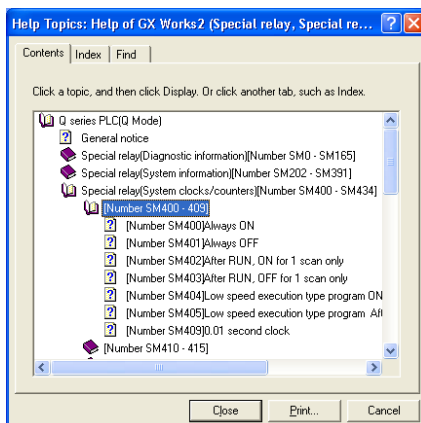 Help Topics: Help of GX Works2 (Special relay, Special re...
Contents Index Find
Click a topic, and then click Display. Or click another tab, such as Index.
Q series PLC(Q Mode)
General notice
Special relay(Diagnostic information)[Number SM0 - SM165]
Special relay(System information)[Number SM202 - SM391]
Special relay(System clocks/counters)[Number SM400 - SM434]
[Number SM400 - 409]
[Number SM400]Always ON
[Number SM401]Always OFF
[Number SM402]After RUN, ON for 1 scan only
[Number SM403]After RUN, OFF for 1 scan only
[Number SM404]Low speed execution type program ON
[Number SM405]Low speed execution type program Aft
[Number SM409]0.01 second clock
[Number SM410 - 415]
Close Print... Cancel